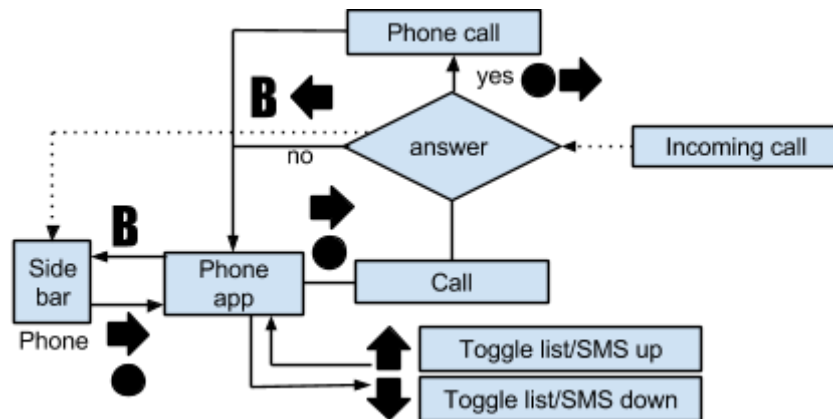 Phone call
yes
B
answer
Incoming call
no
B
Side
bar
Phone
app
Call
Phone
Toggle list/SMS up
Toggle list/SMS down